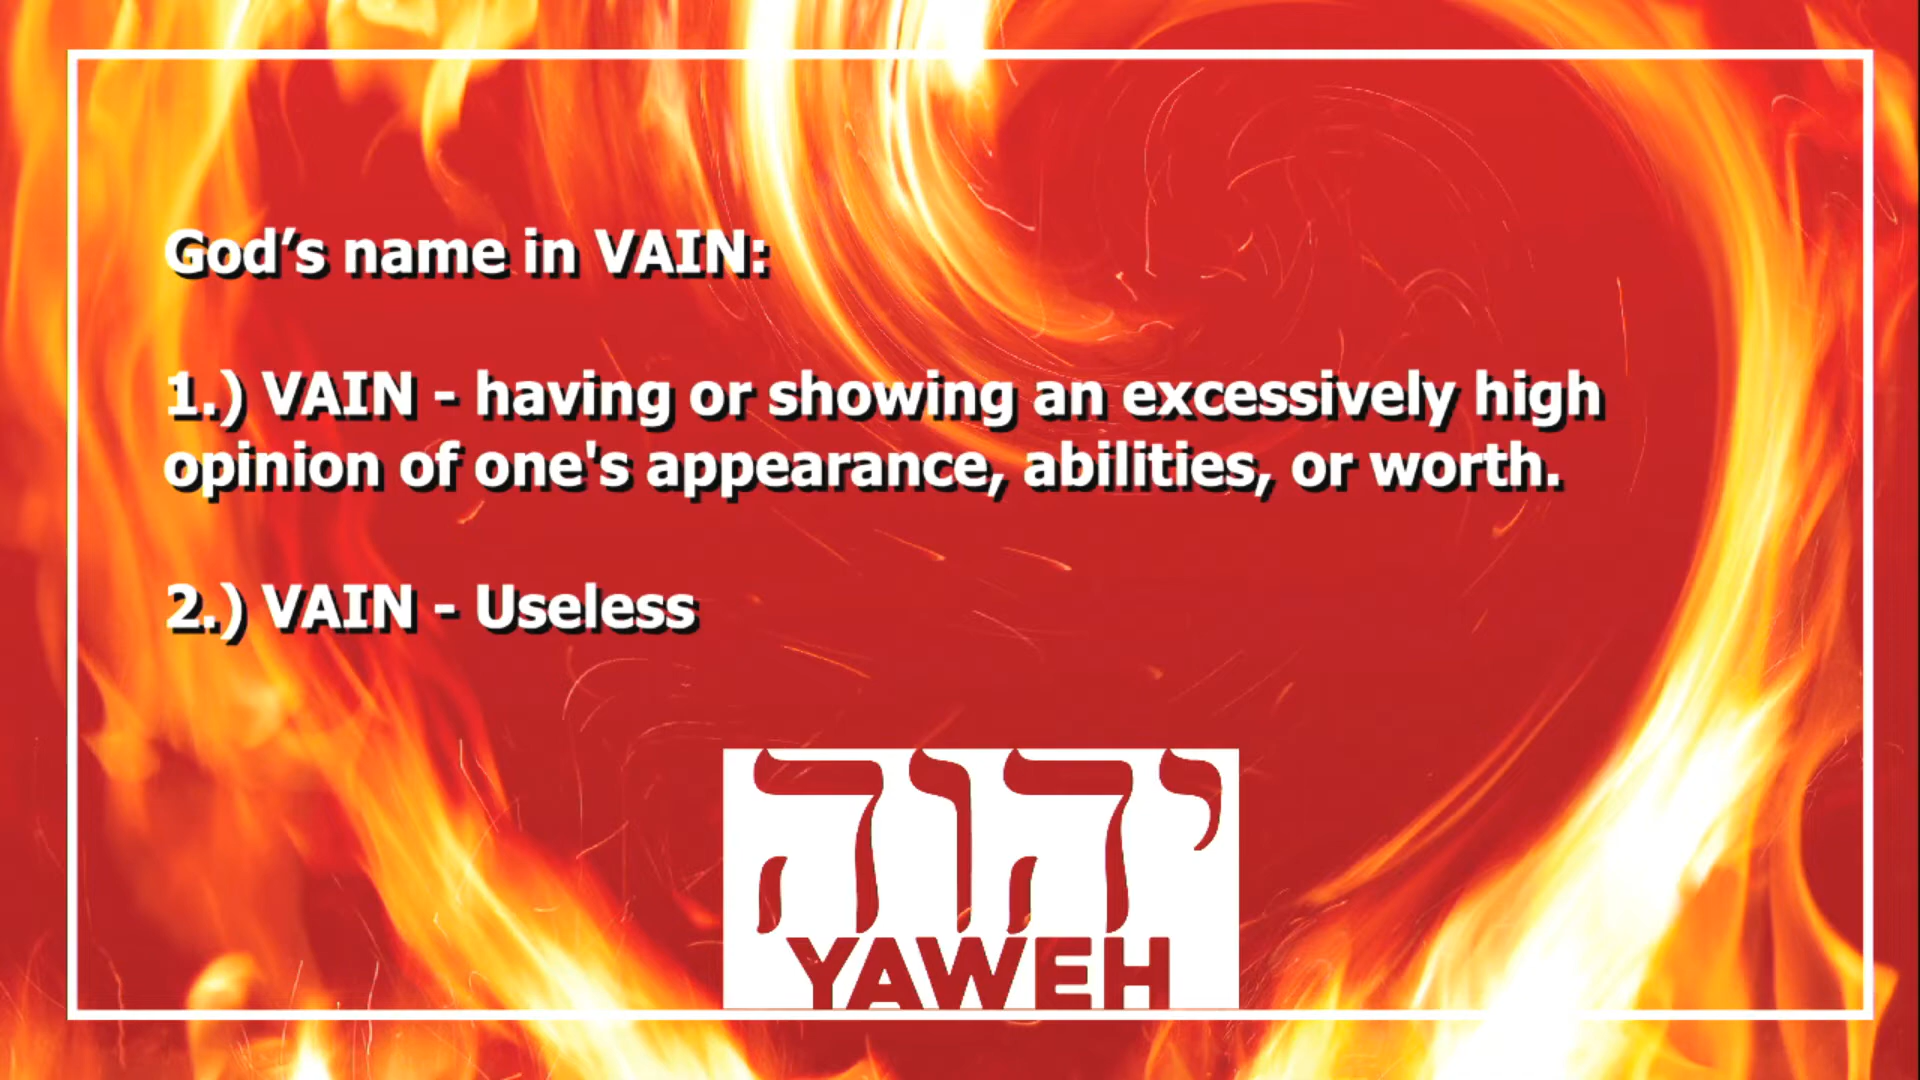 God’s name in VAIN:
1.) VAIN - having or showing an excessively high
opinion of one's appearance, abilities, or worth.
2.) VAIN - Useless
יהוה
YAWEH